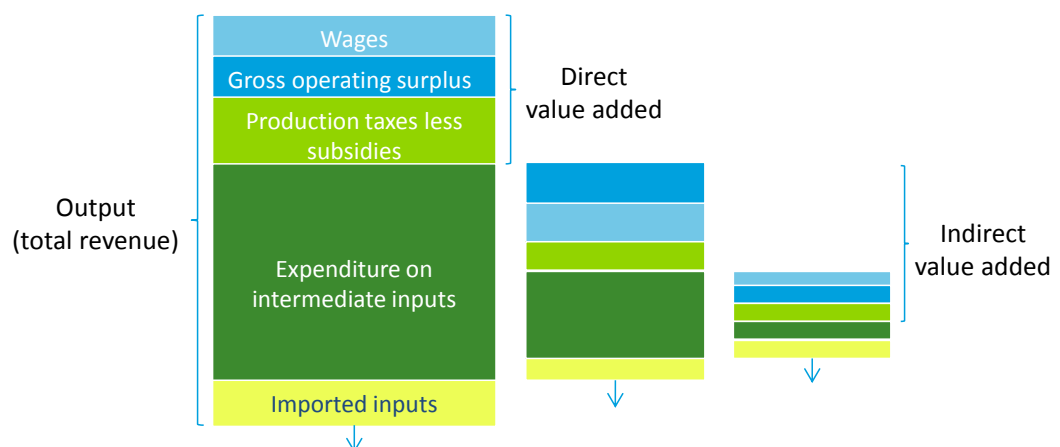 Wages
Gross operating surplus
Production taxes less
subsidies
Direct
value added
Output
(total revenue)
Expenditure on
intermediate inputs
Indirect
value added
Imported inputs